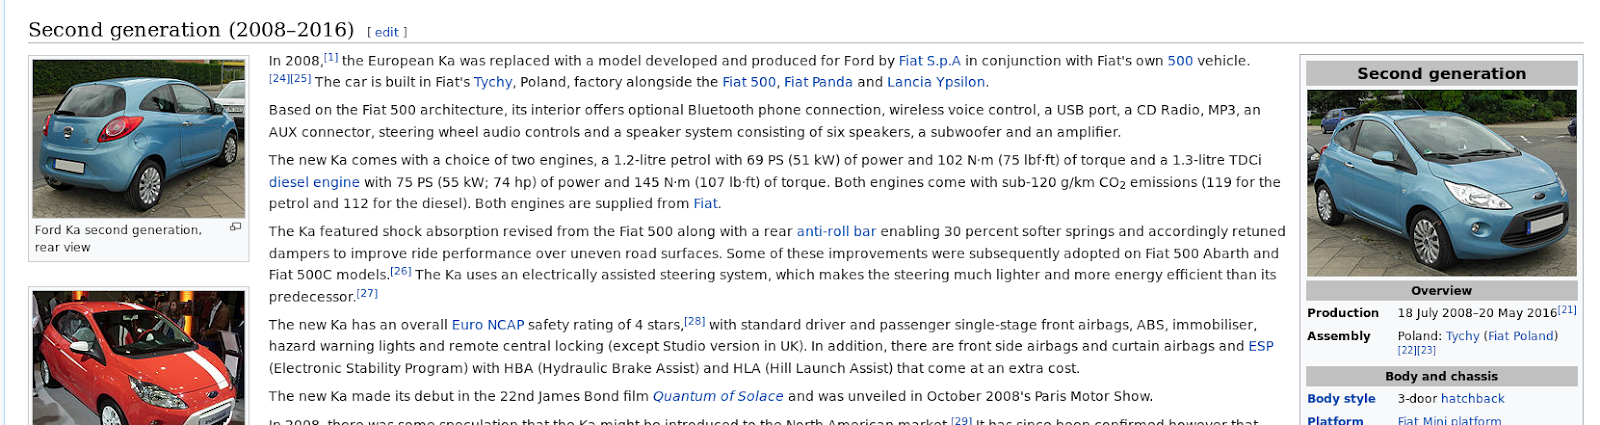 Second generation (2008–2016) [ edit ]
Ford Ka second generation,
rear view
In 2008,[1] the European Ka was replaced with a model developed and produced for Ford by Fiat S.p.A in conjunction with Fiat's own 500 vehicle.
[24][25] The car is built in Fiat's Tychy, Poland, factory alongside the Fiat 500, Fiat Panda and Lancia Ypsilon.
Based on the Fiat 500 architecture, its interior offers optional Bluetooth phone connection, wireless voice control, a USB port, a CD Radio, MP3, an
AUX connector, steering wheel audio controls and a speaker system consisting of six speakers, a subwoofer and an amplifier.
The new Ka comes with a choice of two engines, a 1.2-litre petrol with 69 PS (51 kW) of power and 102 N·m (75 lbf·ft) of torque and a 1.3-litre TDCi
diesel engine with 75 PS (55 kW; 74 hp) of power and 145 N·m (107 lb·ft) of torque. Both engines come with sub-120 g/km CO2 emissions (119 for the
petrol and 112 for the diesel). Both engines are supplied from Fiat.
The Ka featured shock absorption revised from the Fiat 500 along with a rear anti-roll bar enabling 30 percent softer springs and accordingly retuned
dampers to improve ride performance over uneven road surfaces. Some of these improvements were subsequently adopted on Fiat 500 Abarth and
Fiat 500C models.[26] The Ka uses an electrically assisted steering system, which makes the steering much lighter and more energy efficient than its
predecessor.[27]
The new Ka has an overall Euro NCAP safety rating of 4 stars,[28] with standard driver and passenger single-stage front airbags, ABS, immobiliser,
hazard warning lights and remote central locking (except Studio version in UK). In addition, there are front side airbags and curtain airbags and ESP
(Electronic Stability Program) with HBA (Hydraulic Brake Assist) and HLA (Hill Launch Assist) that come at an extra cost.
The new Ka made its debut in the 22nd James Bond film Quantum of Solace and was unveiled in October 2008's Paris Motor Show.
In 2008, there was some speculation that the Ka might be introduced to the North American market.[29] It has since been confirmed however that
Second generation
Overview
Production 18 July 2008–20 May 2016[21]
Assembly Poland: Tychy (Fiat Poland)
[22][23]
Body and chassis
Body style 3-door hatchback
Platform Fiat Mini platform